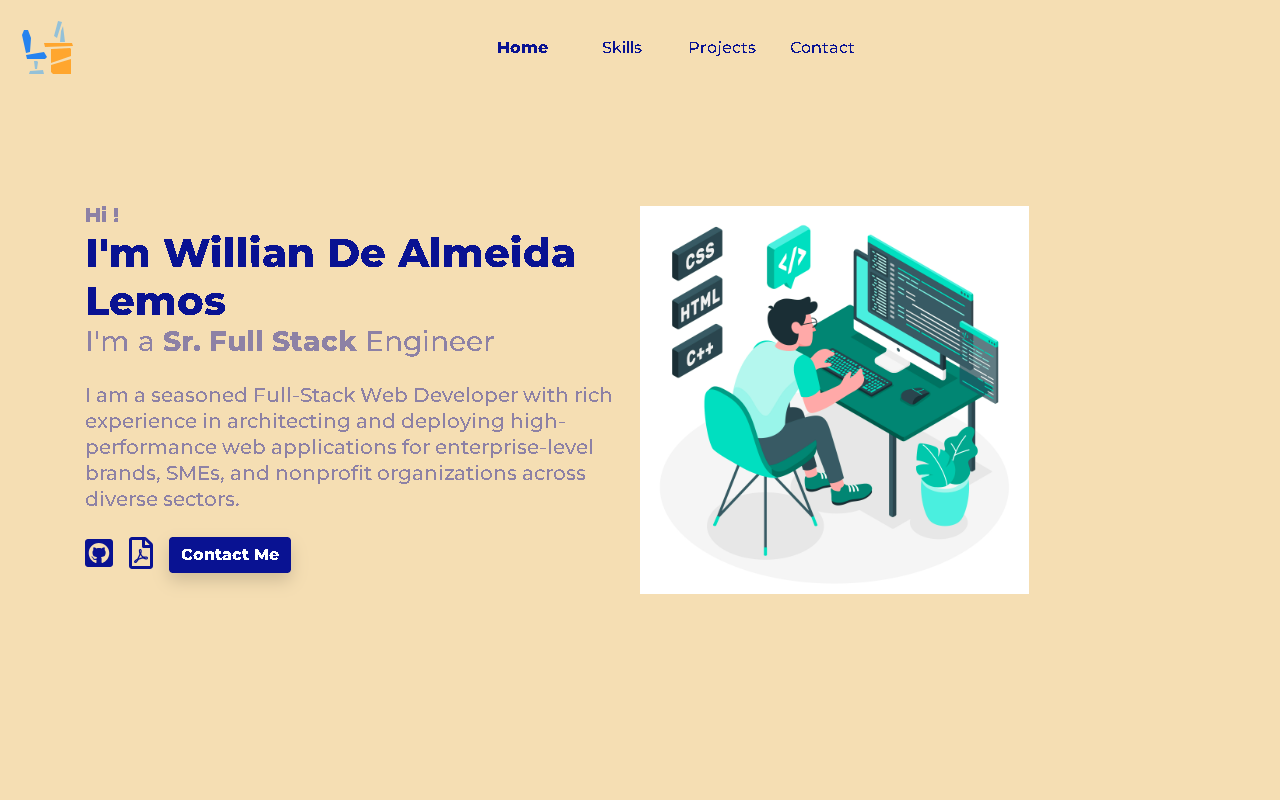 Home Skills Projects Contact
Hi !
I'm Willian De Almeida
Lemos
I'm a Sr. Full Stack Engineer
I am a seasoned Full-Stack Web Developer with rich
experience in architecting and deploying high-
performance web applications for enterprise-level
brands, SMEs, and nonprofit organizations across
diverse sectors.
Contact Me
CSS
</>
HTML
C++